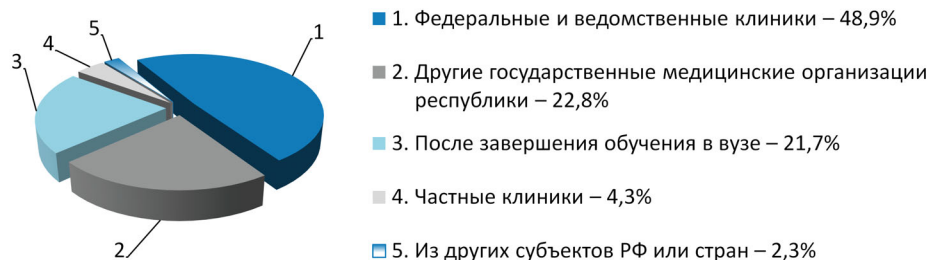 5
4
3
1
2
1. Федеральные и ведомственные клиники – 48,9%
2. Другие государственные медицинские организации
республики – 22,8%
3. После завершения обучения в вузе – 21,7%
4. Частные клиники – 4,3%
5. Из других субъектов РФ или стран – 2,3%